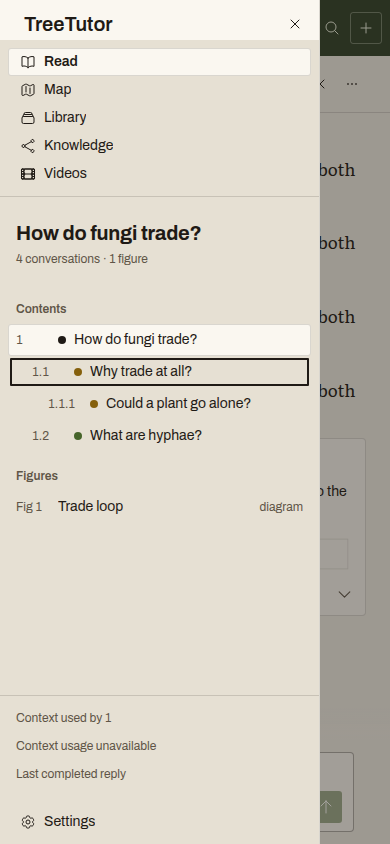 TreeTutor
Read
Map
Library
Knowledge
Videos
How do fungi trade?
4 conversations · 1 figure
Contents
1 How do fungi trade?
1.1 Why trade at all?
1.1.1 Could a plant go alone?
1.2 What are hyphae?
Figures
Fig 1 Trade loop diagram
Context used by 1
Context usage unavailable
Last completed reply
Settings
both
both
both
both
the